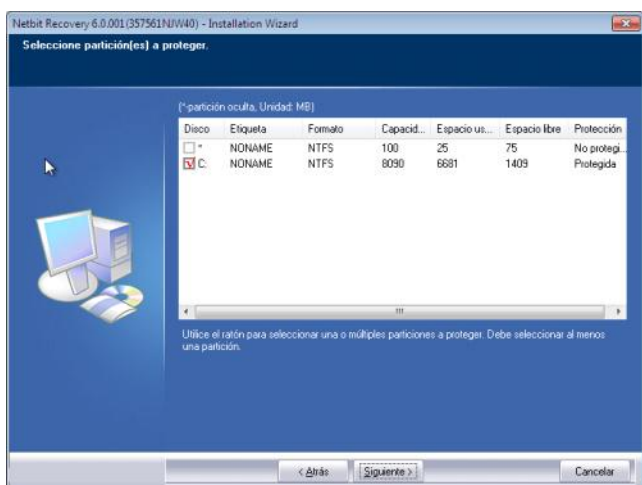 Netbit Recovery 6.0.001(357561NJW40) - Installation Wizard
Seleccione partición(es) a proteger.
(*-partición oculta, Unidad: MB)
Disco Etiqueta Formato Capacid... Espacio us... Espacio libre Protección
* NONAME NTFS 100 25 75 No protegi...
C: NONAME NTFS 8090 6681 1409 Protegida
Utilice el ratón para seleccionar una o múltiples particiones a proteger. Debe seleccionar al menos
una partición.
< Atrás Siguiente > Cancelar